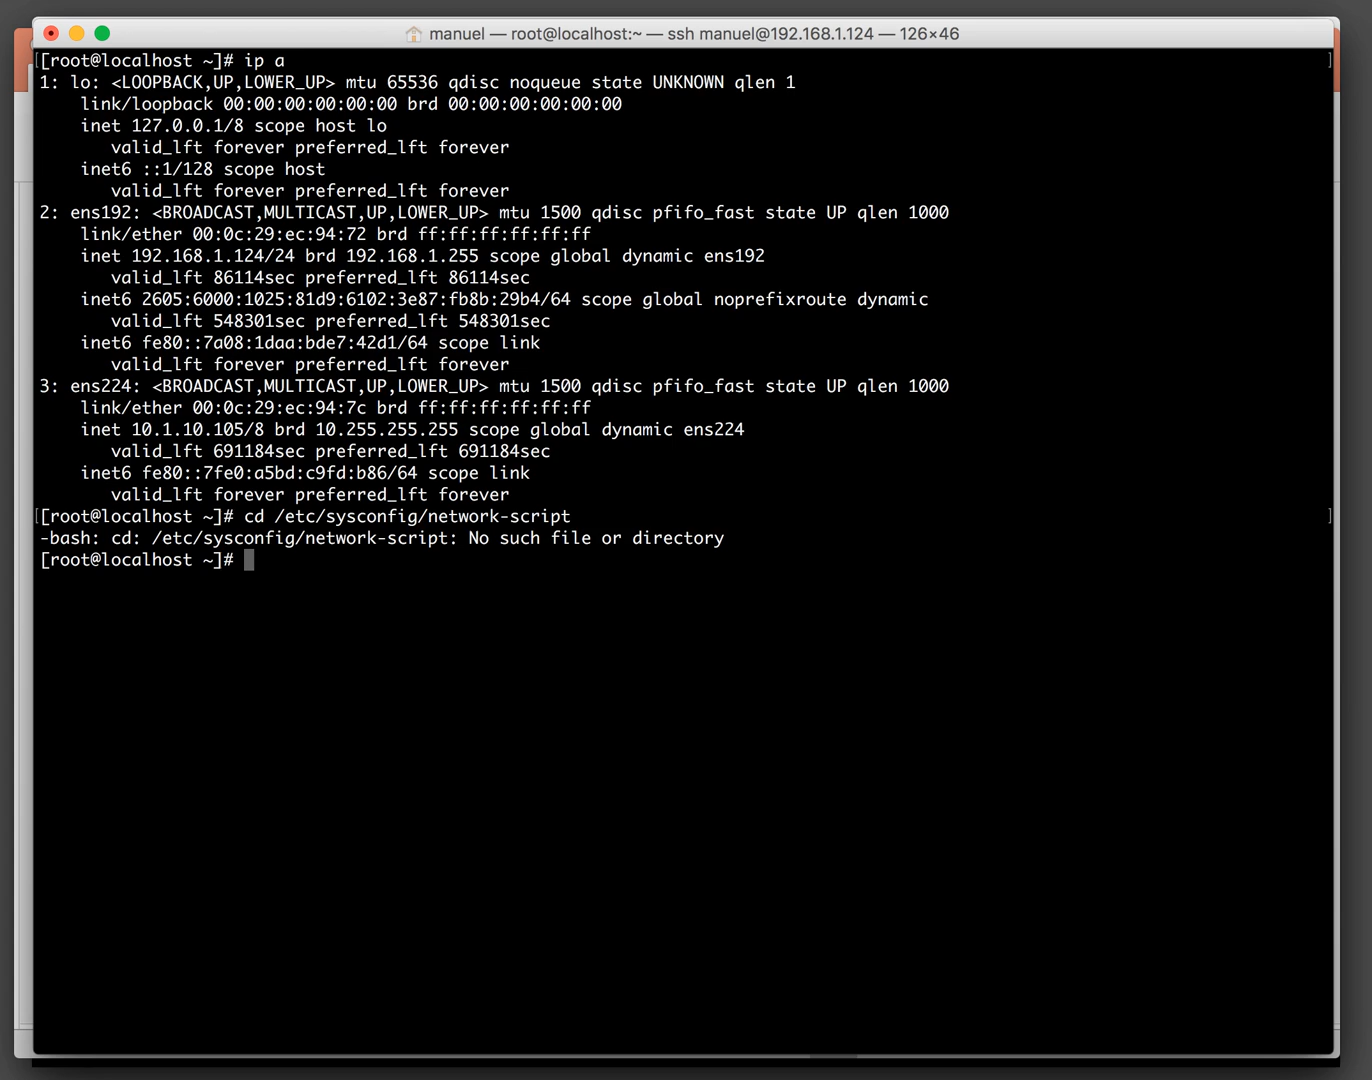 manuel — root@localhost:~ — ssh manuel@192.168.1.124 — 126×46
[root@localhost ~]# ip a
1: lo: <LOOPBACK,UP,LOWER_UP> mtu 65536 qdisc noqueue state UNKNOWN qlen 1
    link/loopback 00:00:00:00:00:00 brd 00:00:00:00:00:00
    inet 127.0.0.1/8 scope host lo
       valid_lft forever preferred_lft forever
    inet6 ::1/128 scope host
       valid_lft forever preferred_lft forever
2: ens192: <BROADCAST,MULTICAST,UP,LOWER_UP> mtu 1500 qdisc pfifo_fast state UP qlen 1000
    link/ether 00:0c:29:ec:94:72 brd ff:ff:ff:ff:ff:ff
    inet 192.168.1.124/24 brd 192.168.1.255 scope global dynamic ens192
       valid_lft 86114sec preferred_lft 86114sec
    inet6 2605:6000:1025:81d9:6102:3e87:fb8b:29b4/64 scope global noprefixroute dynamic
       valid_lft 548301sec preferred_lft 548301sec
    inet6 fe80::7a08:1daa:bde7:42d1/64 scope link
       valid_lft forever preferred_lft forever
3: ens224: <BROADCAST,MULTICAST,UP,LOWER_UP> mtu 1500 qdisc pfifo_fast state UP qlen 1000
    link/ether 00:0c:29:ec:94:7c brd ff:ff:ff:ff:ff:ff
    inet 10.1.10.105/8 brd 10.255.255.255 scope global dynamic ens224
       valid_lft 691184sec preferred_lft 691184sec
    inet6 fe80::7fe0:a5bd:c9fd:b86/64 scope link
       valid_lft forever preferred_lft forever
[root@localhost ~]# cd /etc/sysconfig/network-script
-bash: cd: /etc/sysconfig/network-script: No such file or directory
[root@localhost ~]#